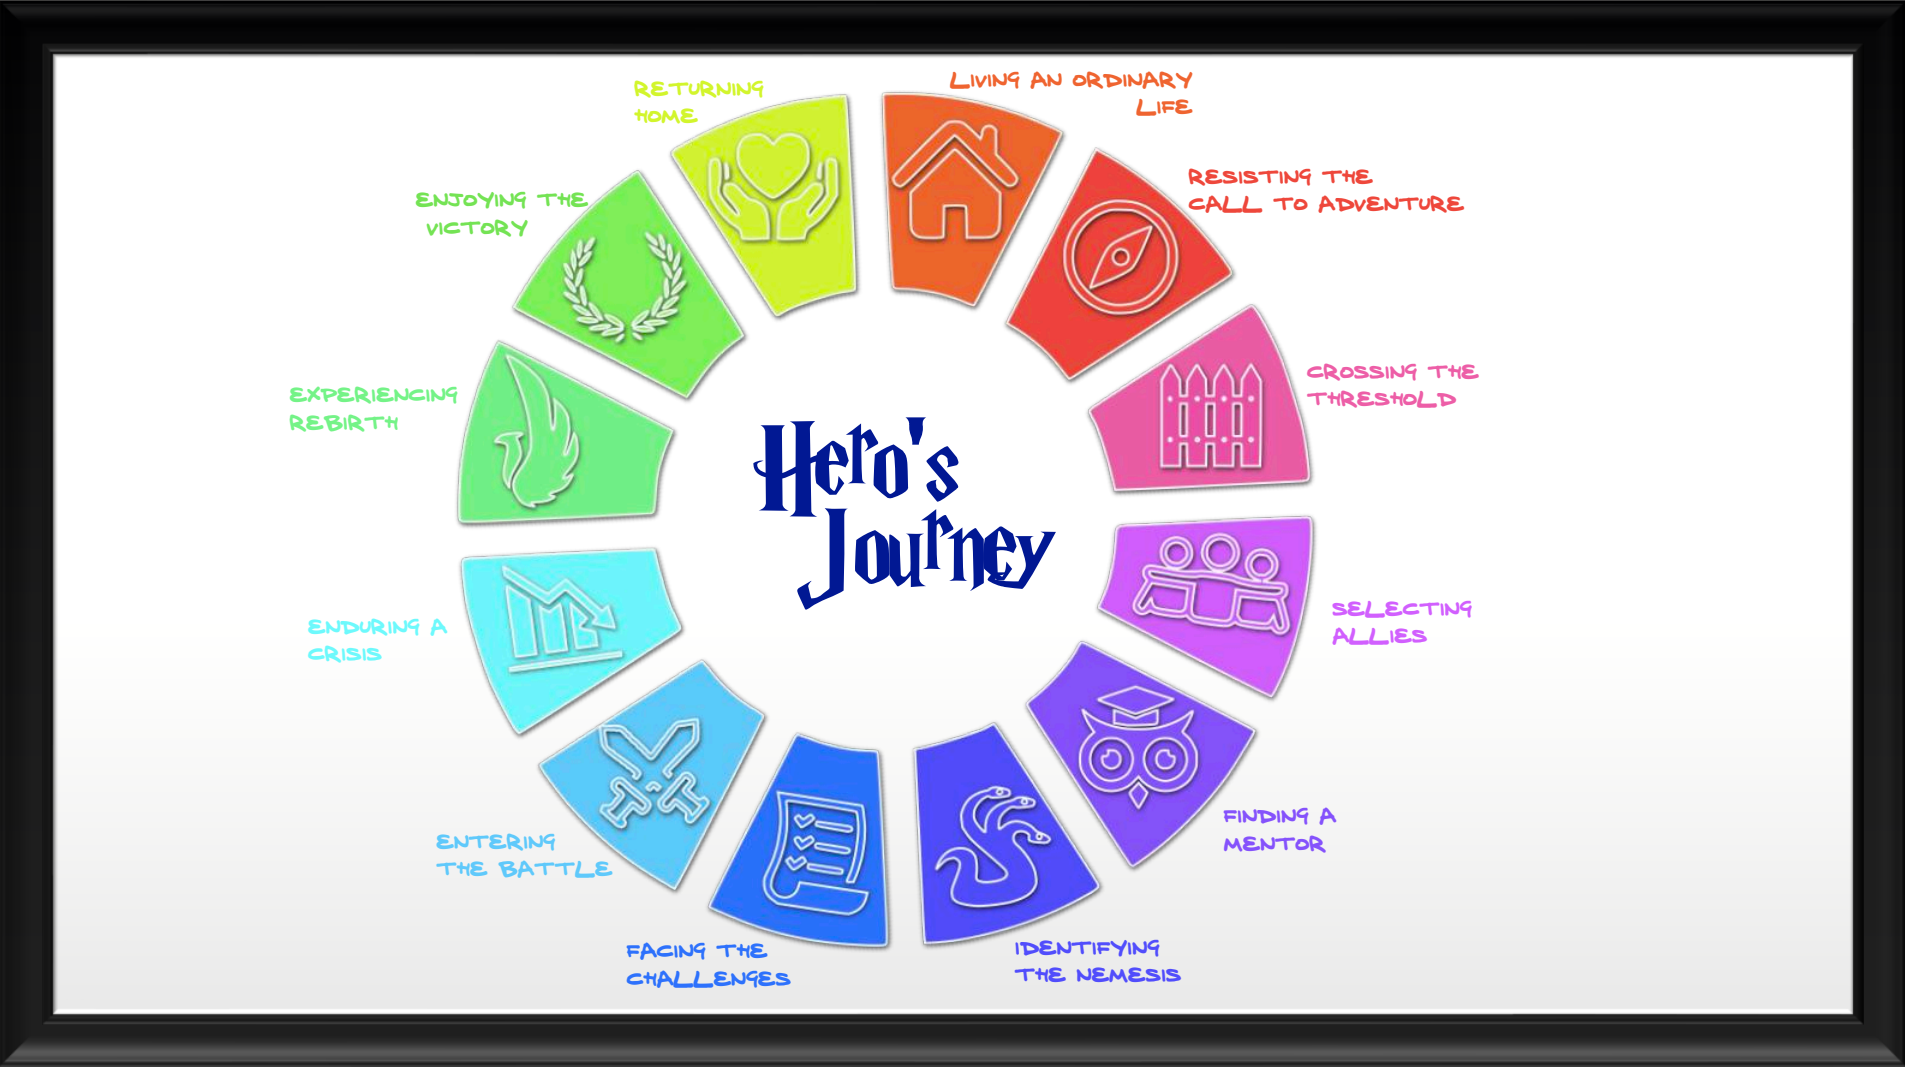 LIVING AN ORDINARY
LIFE
RESISTING THE
CALL TO ADVENTURE
CROSSING THE
THRESHOLD
SELECTING
ALLIES
FINDING A
MENTOR
IDENTIFYING
THE NEMESIS
FACING THE
CHALLENGES
ENTERING
THE BATTLE
ENDURING A
CRISIS
EXPERIENCING
REBIRTH
ENJOYING THE
VICTORY
RETURNING
HOME
Hero's
Journey